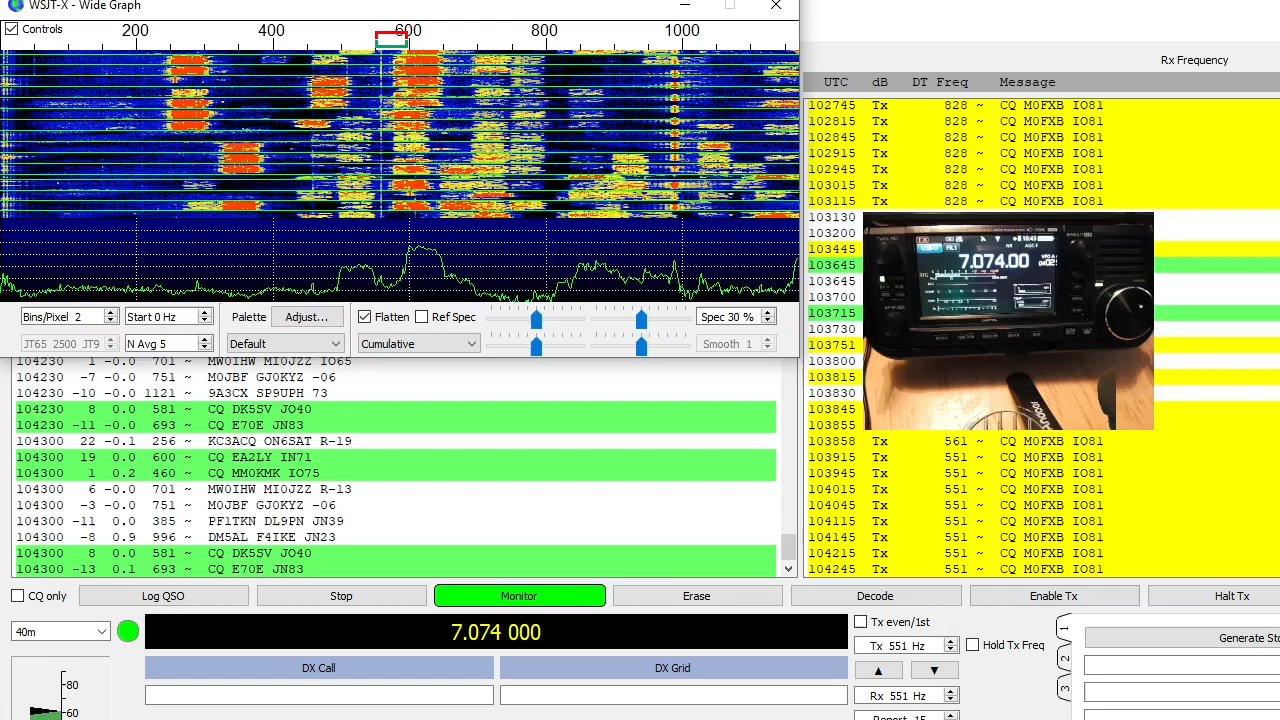 WSJT-X - Wide Graph
Controls
200 400 600 800 1000
Bins/Pixel 2 Start 0 Hz Palette Adjust... Flatten Ref Spec Spec 30 %
JT65 2500 JT9 N Avg 5 Default Cumulative Smooth 1
104230 1 -0.0 701 ~ MW0IHW MI0JZZ IO65
104230 -7 -0.0 751 ~ M0JBF GJ0KYZ -06
104230 -10 -0.0 1121 ~ 9A3CX SP9UPH 73
104230 8 0.0 581 ~ CQ DK5SV JO40
104230 -11 -0.0 693 ~ CQ E70E JN83
104300 22 -0.1 256 ~ KC3ACQ ON6SAT R-19
104300 19 0.0 600 ~ CQ EA2LY IN71
104300 1 0.2 460 ~ CQ MM0KMK IO75
104300 6 -0.0 701 ~ MW0IHW MI0JZZ R-13
104300 -3 -0.0 751 ~ M0JBF GJ0KYZ -06
104300 -11 0.0 385 ~ PF1TKN DL9PN JN39
104300 -8 0.9 996 ~ DM5AL F4IKE JN23
104300 8 0.0 581 ~ CQ DK5SV JO40
104300 -13 0.1 693 ~ CQ E70E JN83
Rx Frequency
UTC dB DT Freq Message
102745 Tx 828 ~ CQ M0FXB IO81
102815 Tx 828 ~ CQ M0FXB IO81
102845 Tx 828 ~ CQ M0FXB IO81
102915 Tx 828 ~ CQ M0FXB IO81
102945 Tx 828 ~ CQ M0FXB IO81
103015 Tx 828 ~ CQ M0FXB IO81
103115 Tx 828 ~ CQ M0FXB IO81
103130
103200
103445
103645
103645
103700
103715
103730
103751
103800
103815
103830
103845
103855
103858 Tx 561 ~ CQ M0FXB IO81
103915 Tx 551 ~ CQ M0FXB IO81
103945 Tx 551 ~ CQ M0FXB IO81
104015 Tx 551 ~ CQ M0FXB IO81
104045 Tx 551 ~ CQ M0FXB IO81
104115 Tx 551 ~ CQ M0FXB IO81
104145 Tx 551 ~ CQ M0FXB IO81
104215 Tx 551 ~ CQ M0FXB IO81
104245 Tx 551 ~ CQ M0FXB IO81
IC-705
TX
10:43
FIL1
7.074.00
CQ only Log QSO Stop Monitor Erase Decode Enable Tx Halt Tx
40m 7.074 000 Tx even/1st
Tx 551 Hz Hold Tx Freq
DX Call DX Grid
Rx 551 Hz
Report -15
1
2
3
-80
-60